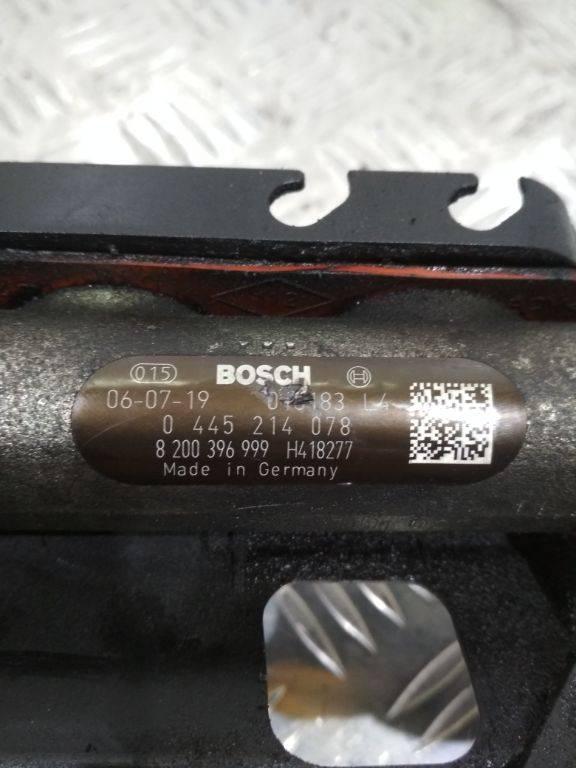 015 BOSCH
06-07-19 L4
0 445 214 078
8 200 396 999 H418277
Made in Germany